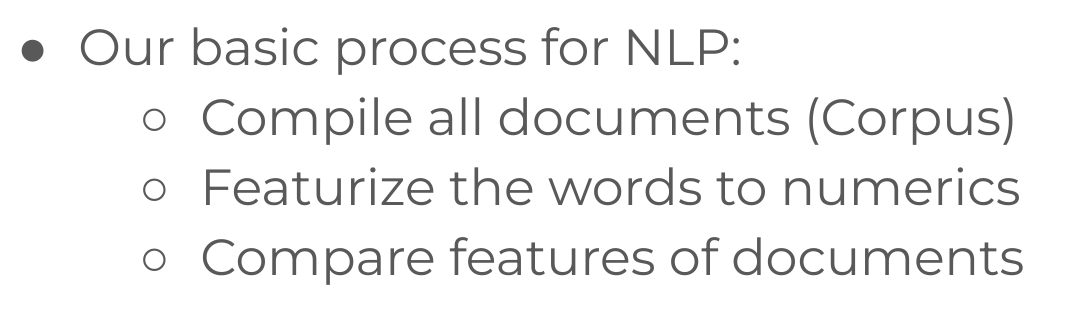 ● Our basic process for NLP:
○ Compile all documents (Corpus)
○ Featurize the words to numerics
○ Compare features of documents